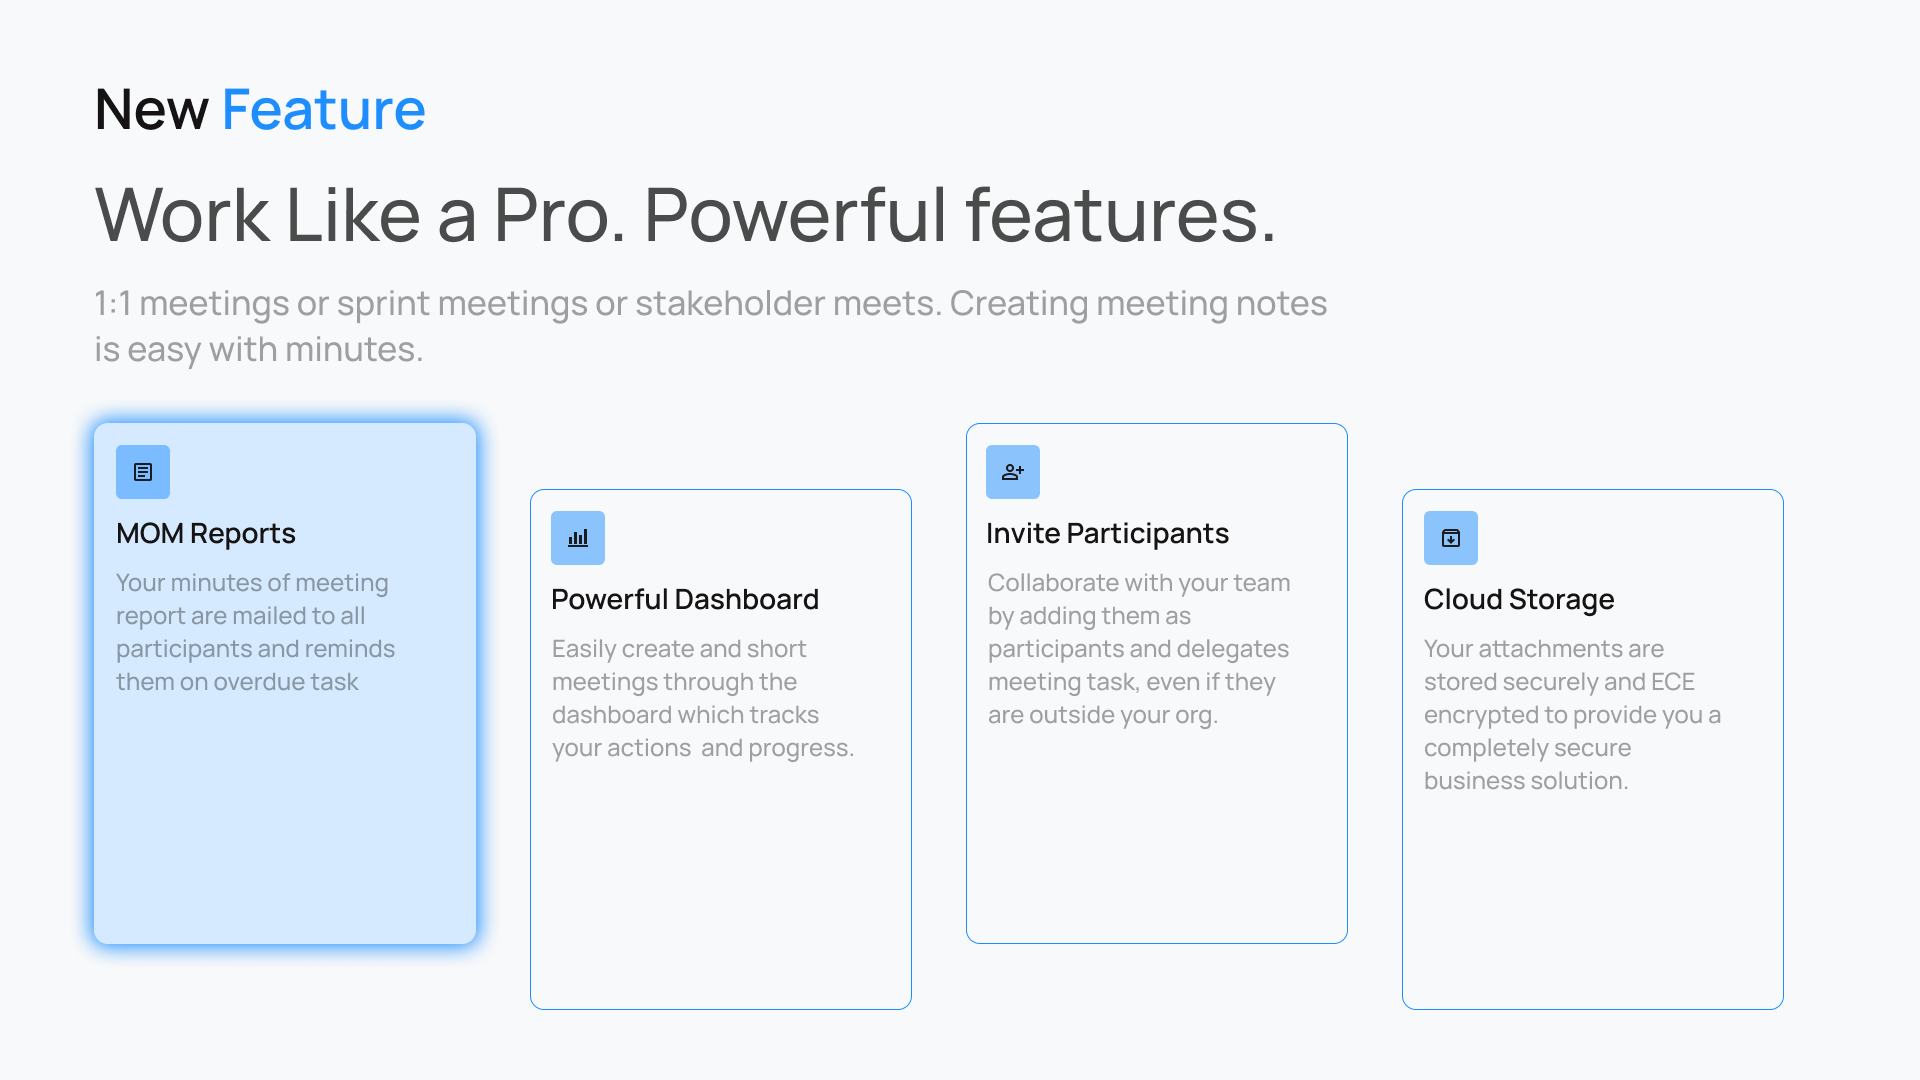 New Feature
Work Like a Pro. Powerful features.
1:1 meetings or sprint meetings or stakeholder meets. Creating meeting notes
is easy with minutes.
MOM Reports
Your minutes of meeting
report are mailed to all
participants and reminds
them on overdue task
Powerful Dashboard
Easily create and short
meetings through the
dashboard which tracks
your actions  and progress.
Invite Participants
Collaborate with your team
by adding them as
participants and delegates
meeting task, even if they
are outside your org.
Cloud Storage
Your attachments are
stored securely and ECE
encrypted to provide you a
completely secure
business solution.